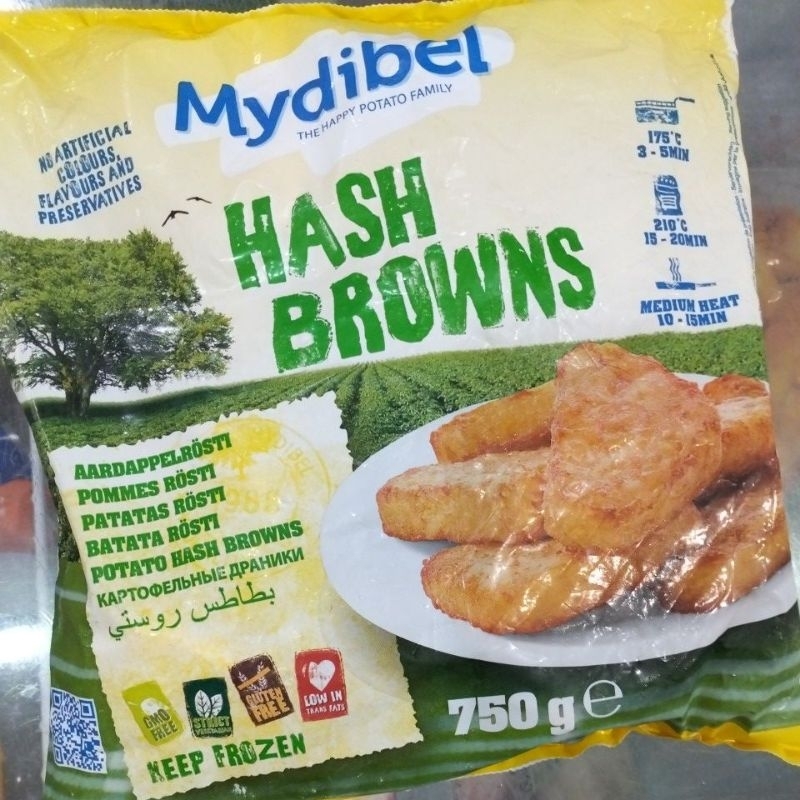 Mydibel
THE HAPPY POTATO FAMILY
NO ARTIFICIAL
COLOURS,
FLAVOURS AND
PRESERVATIVES
HASH
BROWNS
175°C
3 - 5MIN
210°C
15 - 20MIN
MEDIUM HEAT
10 - 15MIN
AARDAPPELRÖSTI
POMMES RÖSTI
PATATAS RÖSTI
BATATA RÖSTI
POTATO HASH BROWNS
КАРТОФЕЛЬНЫЕ ДРАНИКИ
بطاطس روستي
GMO
FREE
STRICT
VEGETARIAN
GLUTEN
FREE
LOW IN
TRANS FATS
KEEP FROZEN
750 g e